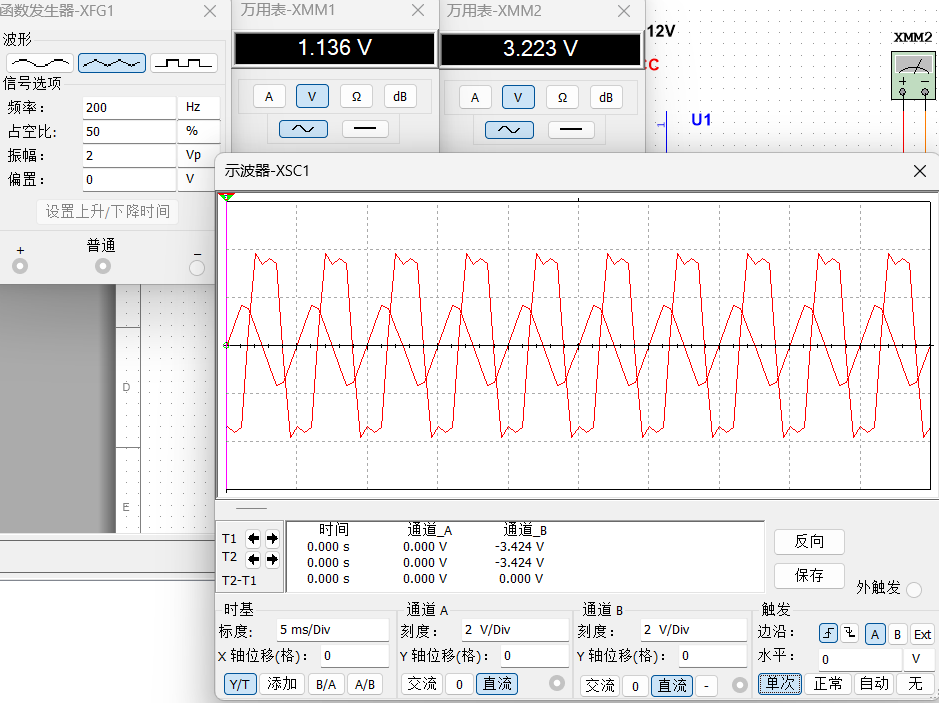 函数发生器-XFG1
万用表-XMM1
万用表-XMM2
12V
XMM2
波形
1.136 V
3.223 V
C
信号选项
A V Ω dB
A V Ω dB
频率： 200 Hz
1
U1
占空比: 50 %
振幅： 2 Vp
偏置： 0 V
设置上升/下降时间
+ 普通 −
示波器-XSC1
D
E
时间 通道_A 通道_B
T1 0.000 s 0.000 V -3.424 V
T2 0.000 s 0.000 V -3.424 V
T2-T1 0.000 s 0.000 V 0.000 V
反向
保存
外触发
时基
标度: 5 ms/Div
X 轴位移(格)： 0
Y/T 添加 B/A A/B
通道 A
刻度： 2 V/Div
Y 轴位移(格)： 0
交流 0 直流
通道 B
刻度： 2 V/Div
Y 轴位移(格)： 0
交流 0 直流 -
触发
边沿： A B Ext
水平： 0 V
单次 正常 自动 无